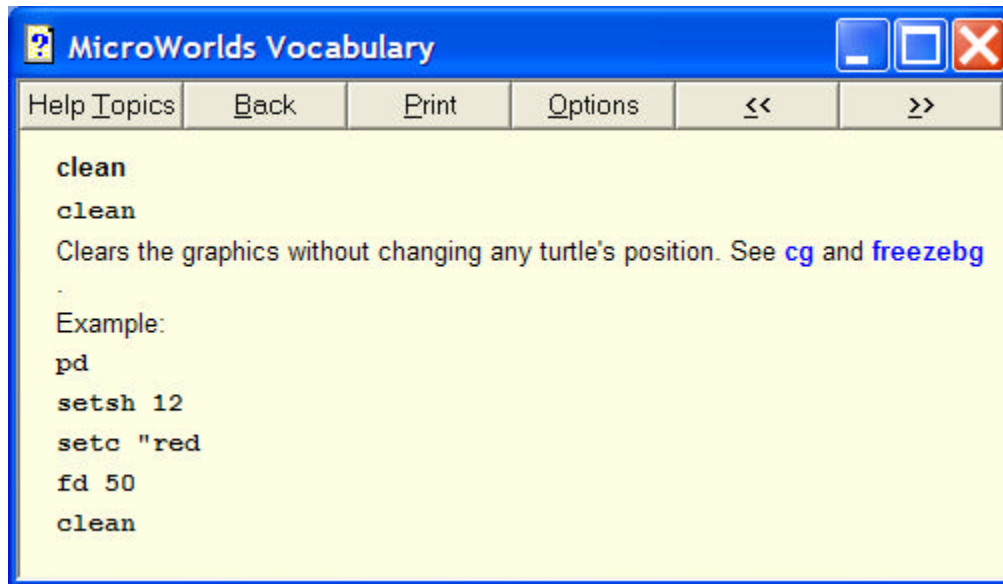 MicroWorlds Vocabulary
Help Topics Back Print Options << >>
clean
clean
Clears the graphics without changing any turtle's position. See cg and freezebg
.
Example:
pd
setsh 12
setc "red
fd 50
clean